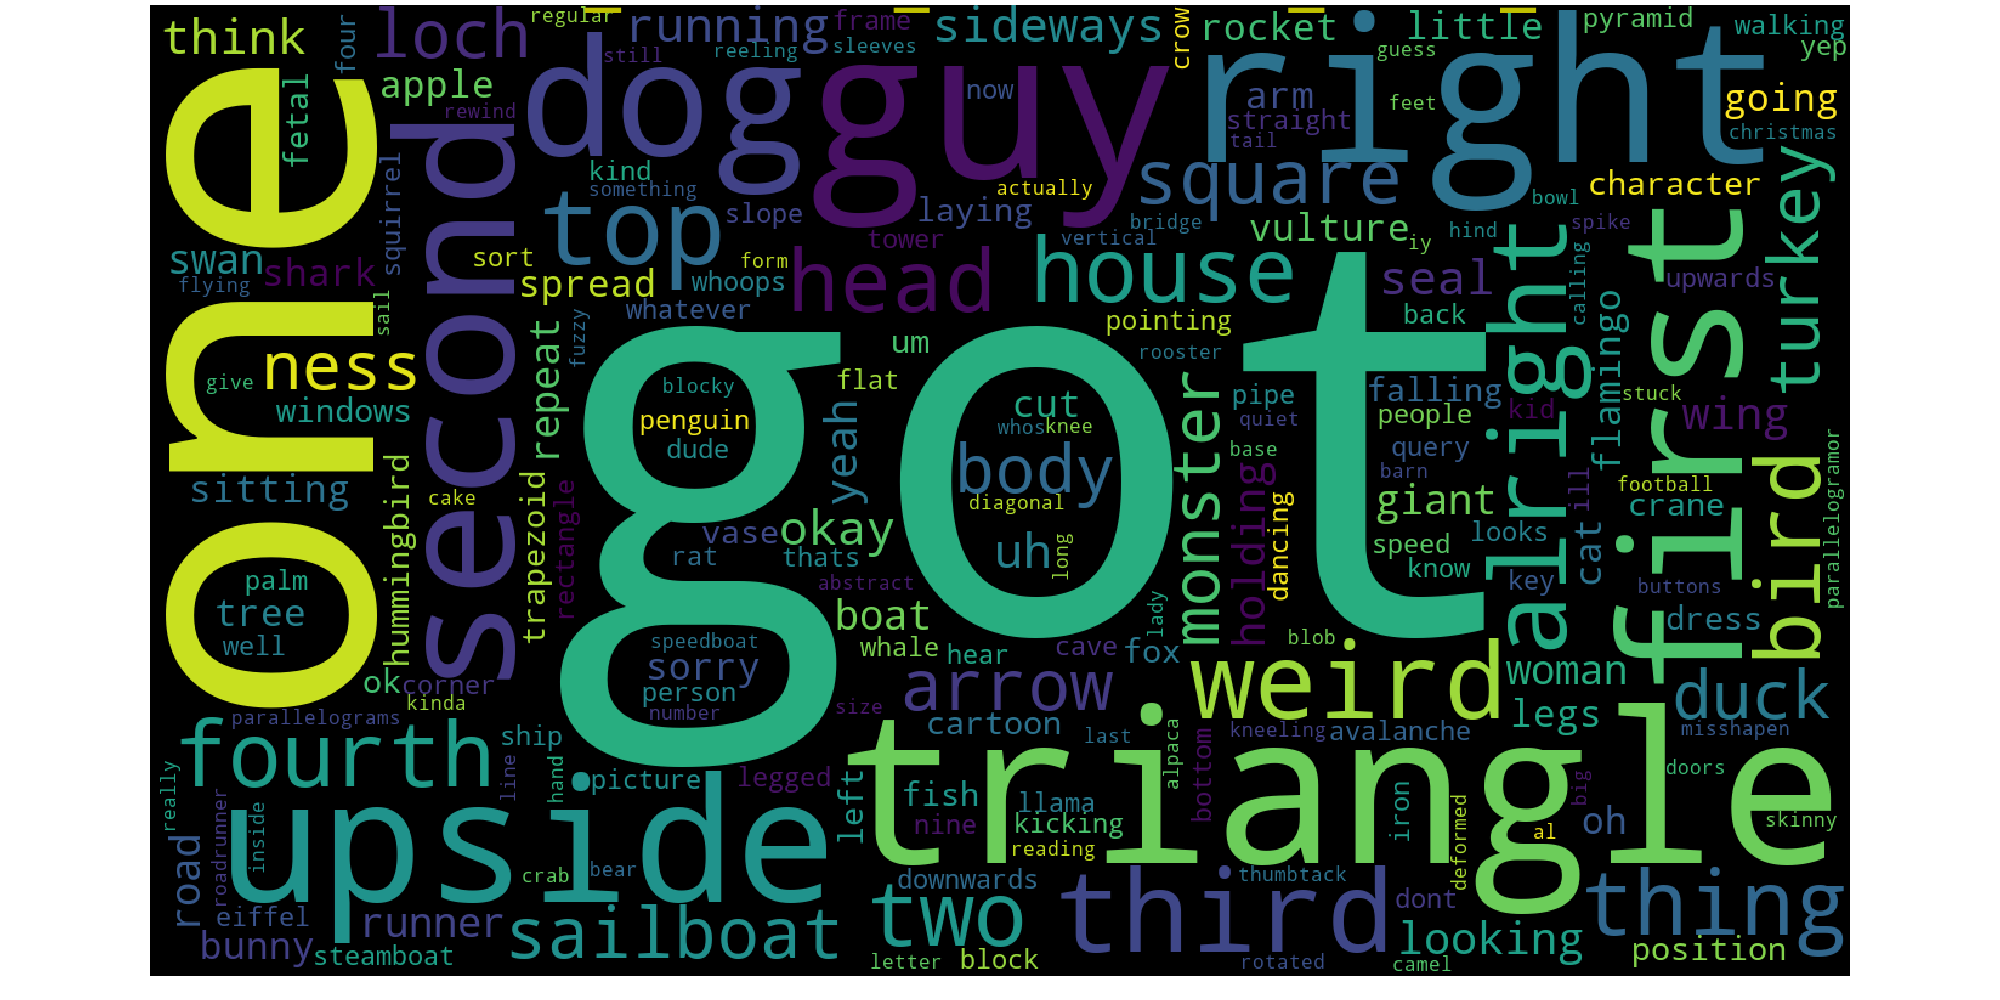 regular
running
frame
sideways
crow
rocket
little
pyramid
walking
think
four
loch
still
reeling
sleeves
guess
yep
one
fetal
apple
dog
guy
now
right
arm
feet
going
rewind
second
straight
tail
christmas
squirrel
kind
something
actually
square
character
turkey
top
slope
laying
bridge
bowl
spike
first
swan
shark
sort
tower
vertical
vulture
iy
hind
alright
flying
sail
spread
whoops
form
head
house
seal
calling
upwards
whatever
pointing
back
flamingo
fuzzy
repeat
um
rooster
ness
give
windows
got
blocky
flat
cut
monster
pipe
falling
kid
stuck
wing
penguin
yeah
whos
knee
quiet
people
dude
body
base
query
barn
bird
sitting
hummingbird
cake
trapezoid
rectangle
diagonal
holding
dancing
giant
ill
football
crane
parallelogramor
vase
okay
uh
long
speed
looks
cat
rat
thats
know
key
buttons
palm
tree
abstract
boat
lady
dress
well
speedboat
whale
hear
cave
fox
blob
ok
corner
sorry
person
arrow
weird
woman
duck
kinda
number
size
parallelograms
cartoon
last
alpaca
kneeling
avalanche
legs
misshapen
fourth
ship
line
hand
picture
legged
left
triangle
bottom
doors
really
road
roadrunner
inside
upside
fish
llama
nine
kicking
iron
deformed
big
al
oh
skinny
reading
crab
bear
downwards
thumbtack
third
dont
thing
eiffel
runner
sailboat
two
looking
bunny
steamboat
letter
block
rotated
camel
position